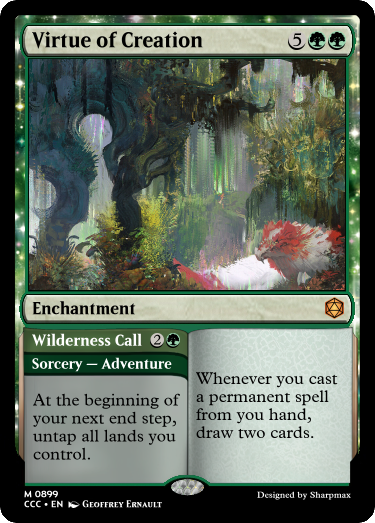 Virtue of Creation 5
Enchantment
Wilderness Call 2
Sorcery — Adventure
At the beginning of
your next end step,
untap all lands you
control.
Whenever you cast
a permanent spell
from you hand,
draw two cards.
M 0899
CCC • EN Geoffrey Ernault
Designed by Sharpmax